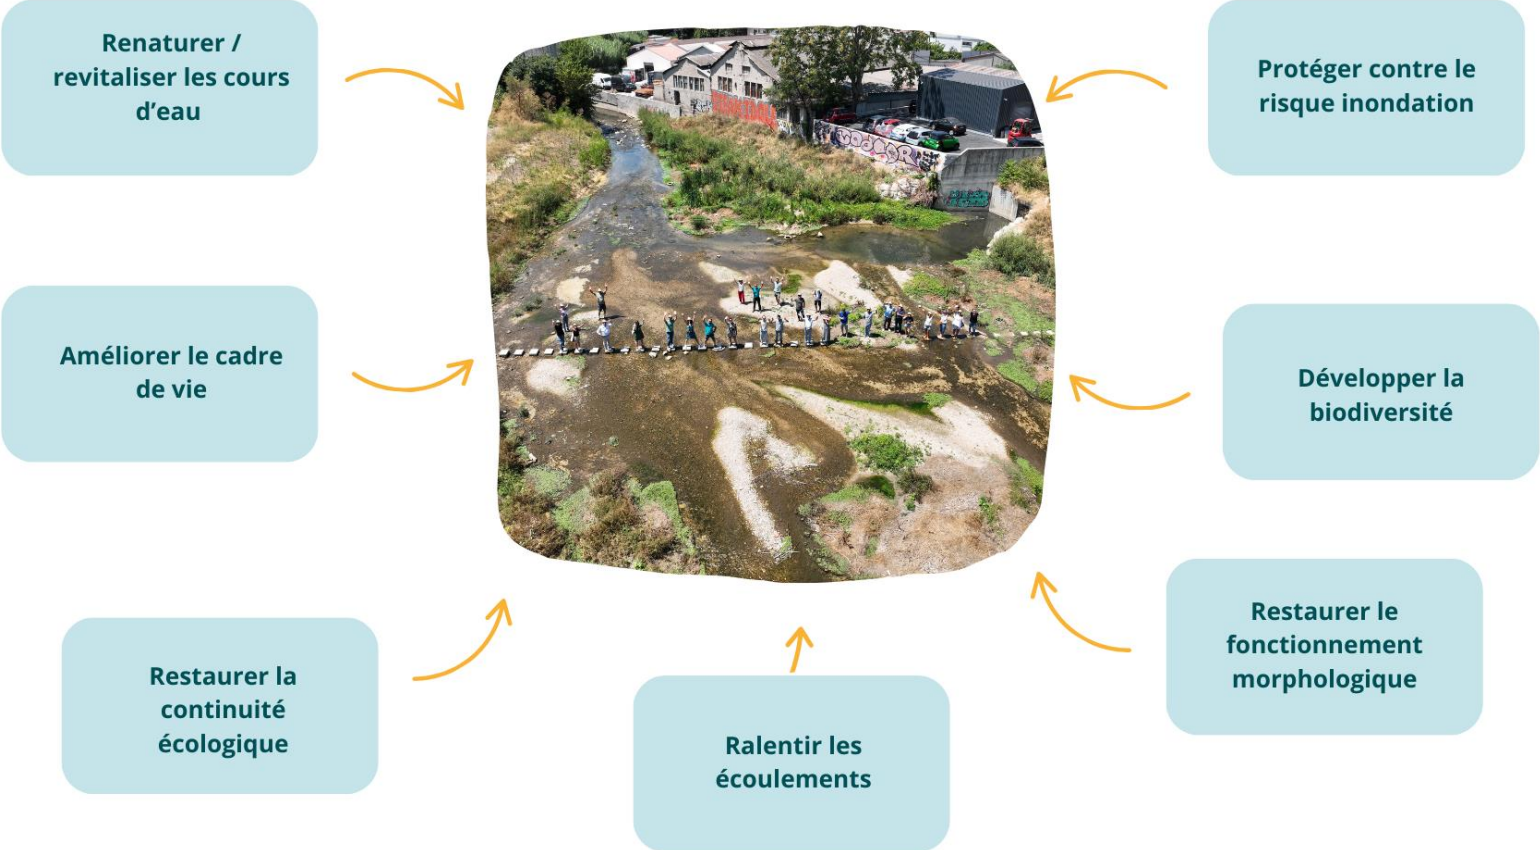 Renaturer /
revitaliser les cours
d’eau
Protéger contre le
risque inondation
Améliorer le cadre
de vie
Développer la
biodiversité
Restaurer la
continuité
écologique
Ralentir les
écoulements
Restaurer le
fonctionnement
morphologique